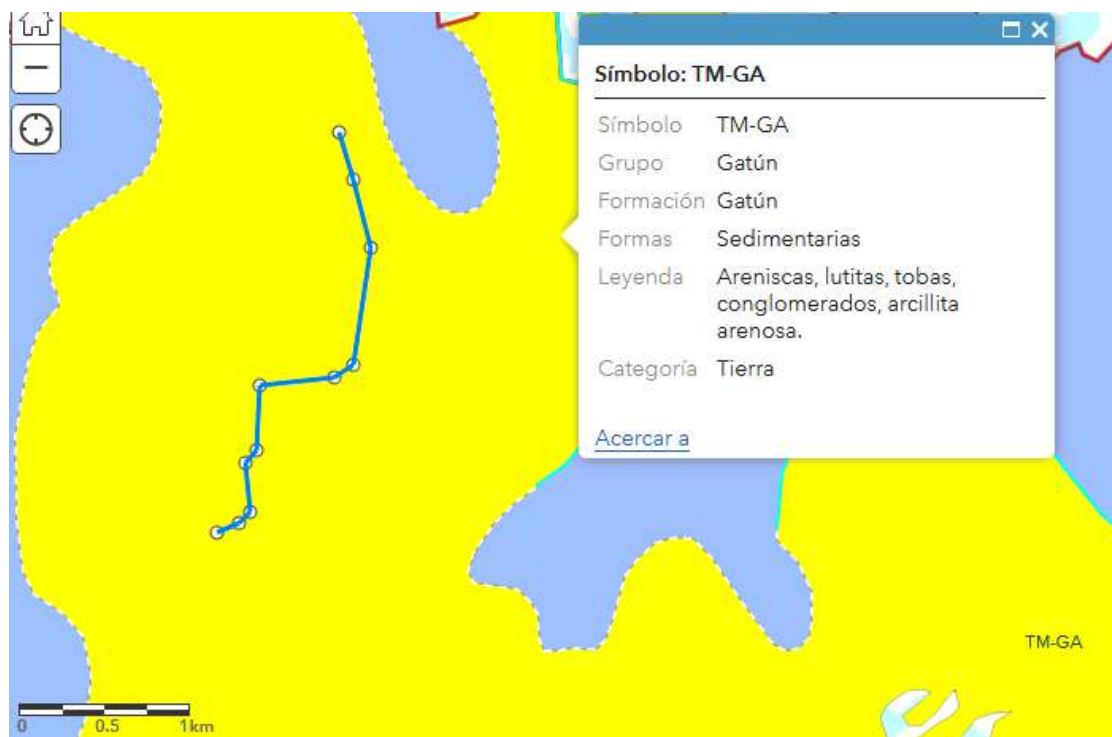 Símbolo: TM-GA
Símbolo TM-GA
Grupo Gatún
Formación Gatún
Formas Sedimentarias
Leyenda Areniscas, lutitas, tobas,
conglomerados, arcillita
arenosa.
Categoría Tierra
Acercar a
TM-GA
0 0.5 1km